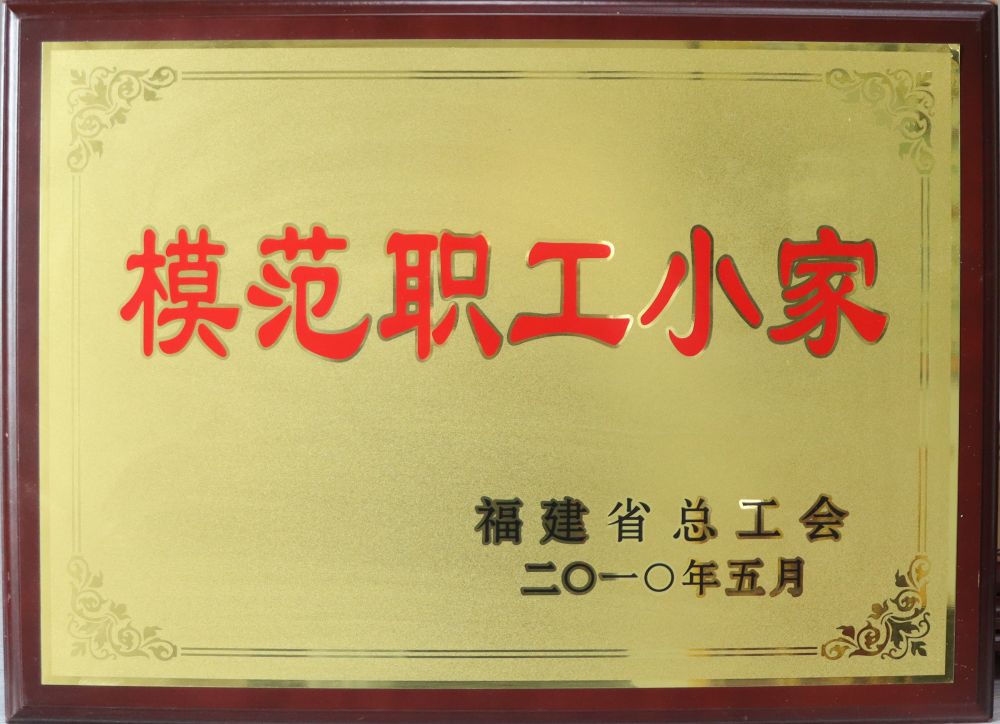 模范职工小家
福建省总工会
二〇一〇年五月